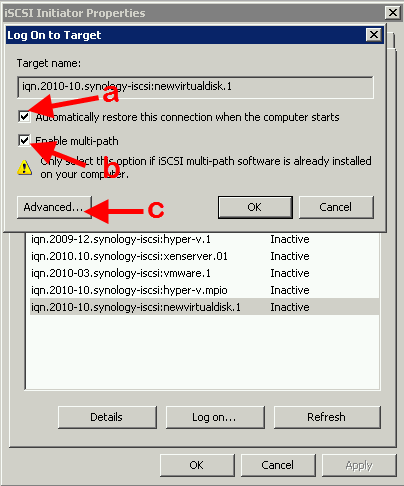 iSCSI Initiator Properties
Log On to Target
Target name:
iqn.2010-10.synology-iscsi:newvirtualdisk.1
a
Automatically restore this connection when the computer starts
Enable multi-path
b
Only select this option if iSCSI multi-path software is already installed
on your computer.
Advanced...
c
OK
Cancel
iqn.2009-12.synology-iscsi:hyper-v.1 Inactive
iqn.2010.10.synology-iscsi:xenserver.01 Inactive
iqn.2010-03.synology-iscsi:vmware.1 Inactive
iqn.2010-10.synology-iscsi:hyper-v.mpio Inactive
iqn.2010-10.synology-iscsi:newvirtualdisk.1 Inactive
Details
Log on...
Refresh
OK
Cancel
Apply